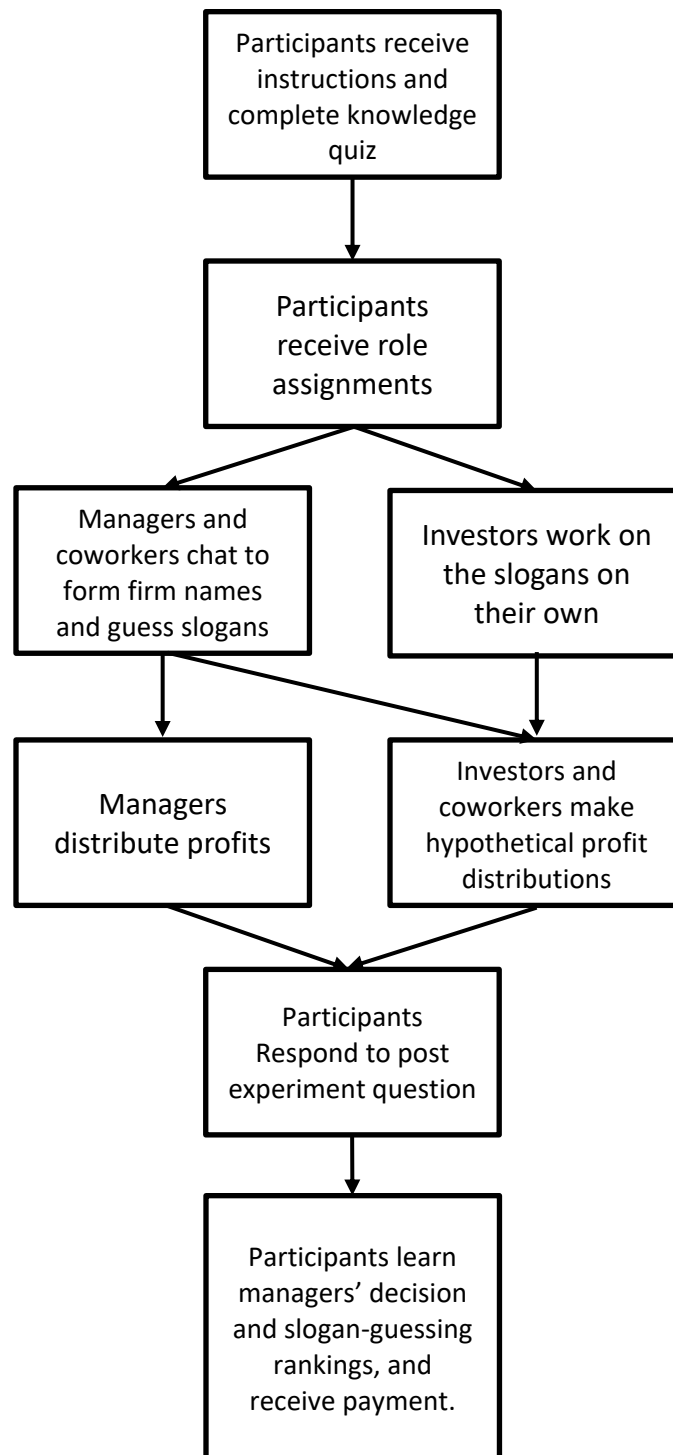 Participants receive
instructions and
complete knowledge
quiz
Participants
receive role
assignments
Managers and
coworkers chat to
form firm names
and guess slogans
Investors work on
the slogans on
their own
Managers
distribute profits
Investors and
coworkers make
hypothetical profit
distributions
Participants
Respond to post
experiment question
Participants learn
managers’ decision
and slogan-guessing
rankings, and
receive payment.